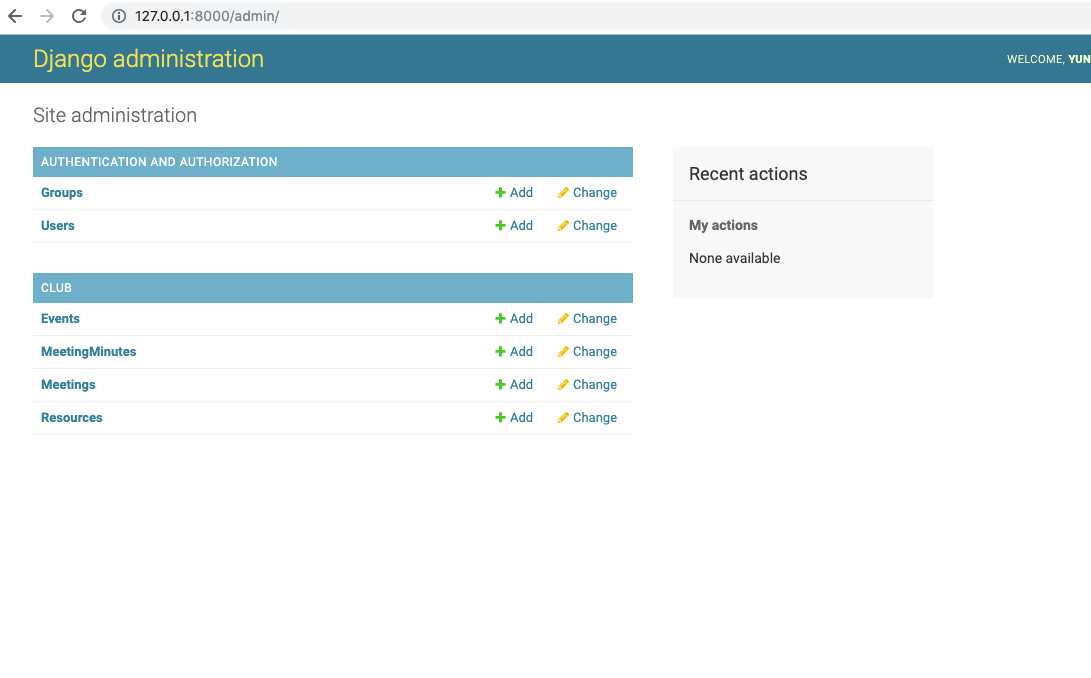 127.0.0.1:8000/admin/
Django administration
WELCOME, YUN
Site administration
AUTHENTICATION AND AUTHORIZATION
Groups Add Change
Users Add Change
CLUB
Events Add Change
MeetingMinutes Add Change
Meetings Add Change
Resources Add Change
Recent actions
My actions
None available